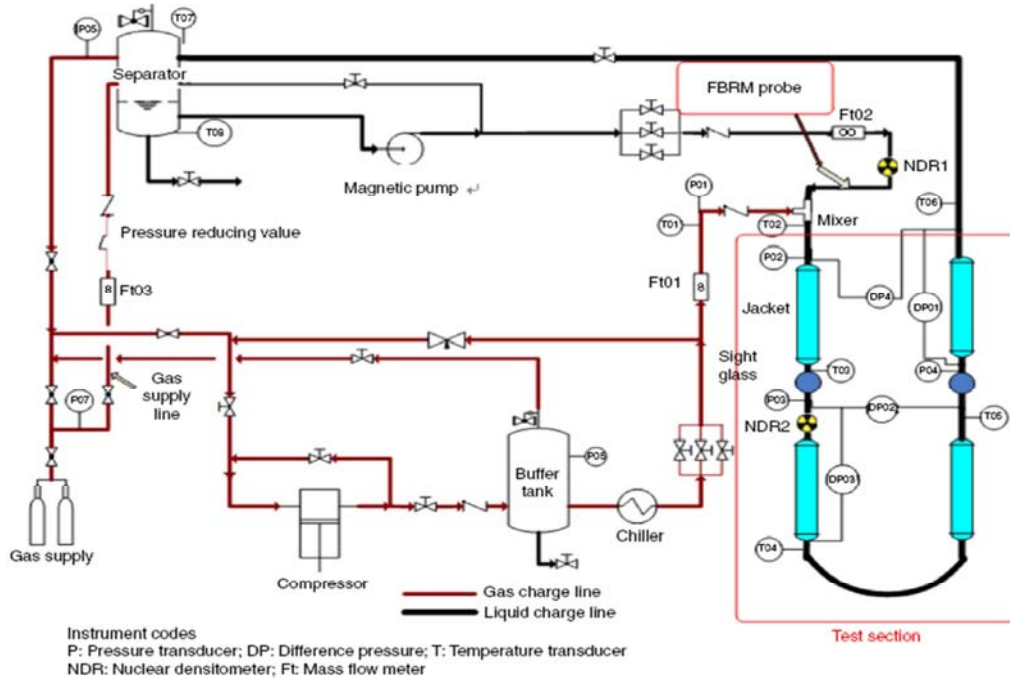 P05
T07
Separator
T08
Magnetic pump ↵
FBRM probe
Ft02
NDR1
P01
T01
T02
Mixer
T06
Pressure reducing value
Ft03
8
Ft01
8
P02
DP4
DP01
Jacket
Sight
glass
T03
P04
P03
DP02
T05
NDR2
Gas
supply
line
P07
Buffer
tank
P05
DP03
Chiller
T04
Gas supply
Compressor
Gas charge line
Liquid charge line
Test section
Instrument codes
P: Pressure transducer; DP: Difference pressure; T: Temperature transducer
NDR: Nuclear densitometer; Ft: Mass flow meter